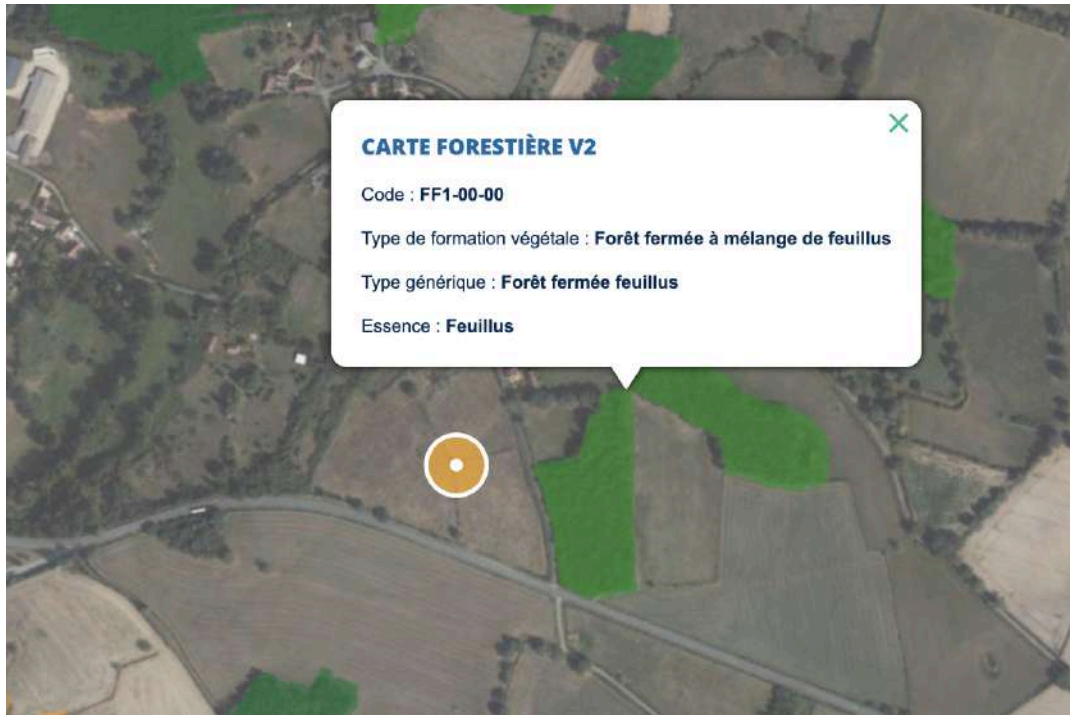 CARTE FORESTIÈRE V2
Code : FF1-00-00
Type de formation végétale : Forêt fermée à mélange de feuillus
Type générique : Forêt fermée feuillus
Essence : Feuillus